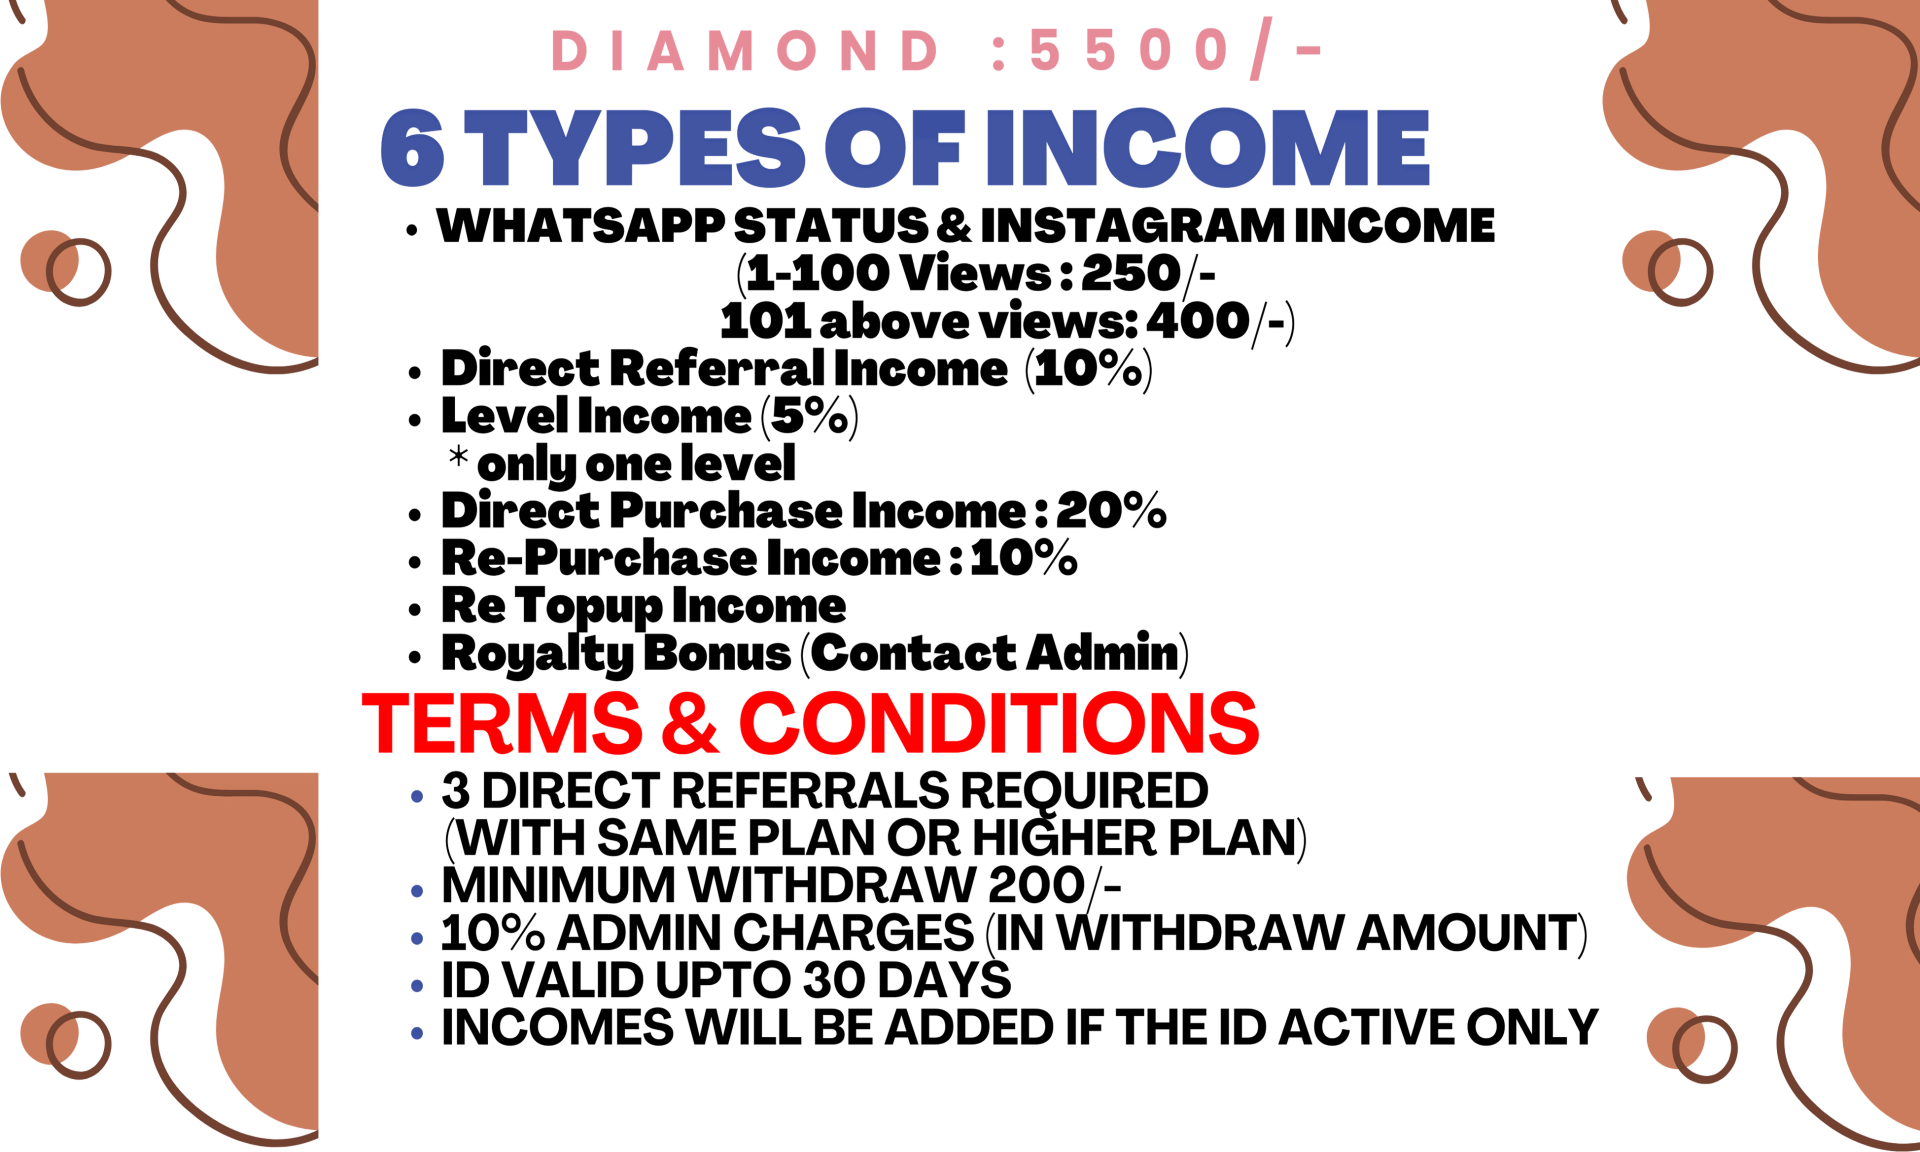 DIAMOND :5500/-
6 TYPES OF INCOME
• WHATSAPP STATUS & INSTAGRAM INCOME
(1-100 Views : 250/-
101 above views: 400/-)
• Direct Referral Income (10%)
• Level Income (5%)
* only one level
• Direct Purchase Income : 20%
• Re-Purchase Income : 10%
• Re Topup Income
• Royalty Bonus (Contact Admin)
TERMS & CONDITIONS
• 3 DIRECT REFERRALS REQUIRED
(WITH SAME PLAN OR HIGHER PLAN)
• MINIMUM WITHDRAW 200/-
• 10% ADMIN CHARGES (IN WITHDRAW AMOUNT)
• ID VALID UPTO 30 DAYS
• INCOMES WILL BE ADDED IF THE ID ACTIVE ONLY